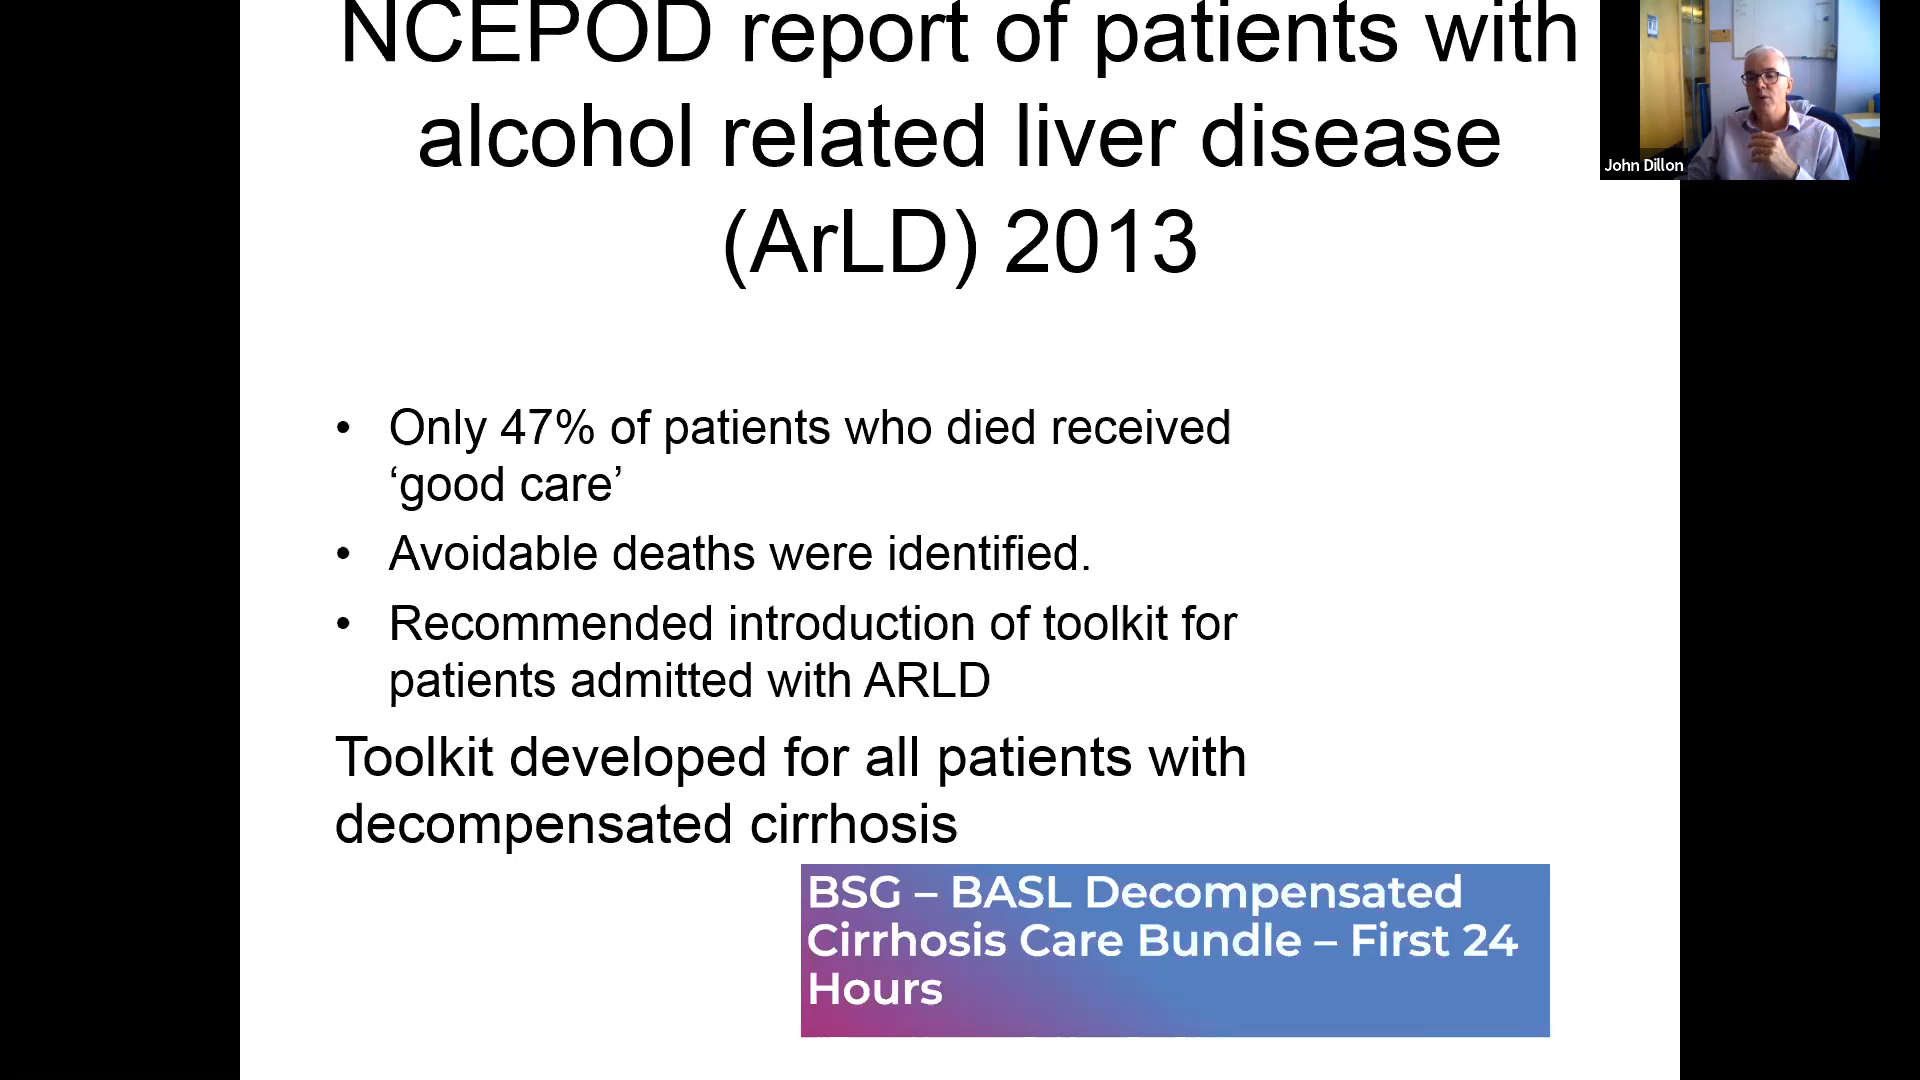 NCEPOD report of patients with
alcohol related liver disease
(ArLD) 2013
John Dillon
• Only 47% of patients who died received
‘good care’
• Avoidable deaths were identified.
• Recommended introduction of toolkit for
patients admitted with ARLD
Toolkit developed for all patients with
decompensated cirrhosis
BSG – BASL Decompensated
Cirrhosis Care Bundle – First 24
Hours